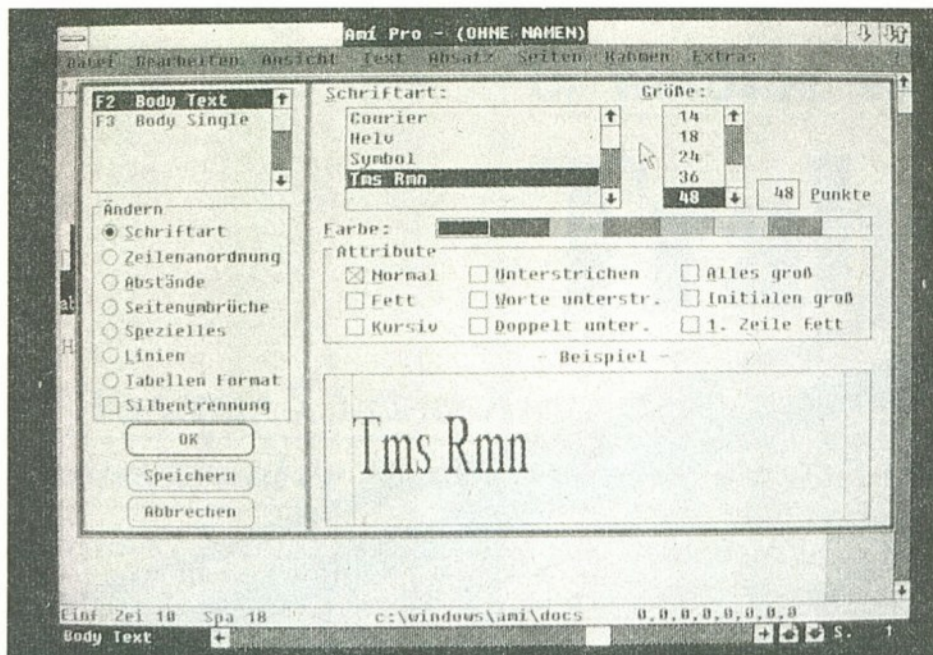 Ami Pro - (OHNE NAMEN)
Datei Bearbeiten Ansicht Text Absatz Seiten Rahmen Extras
F2 Body Text
F3 Body Single
Schriftart:
Courier
Helv
Symbol
Tms Rmn
Größe:
14
18
24
36
48
48 Punkte
Ändern
Schriftart
Zeilenanordnung
Abstände
Seitenumbrüche
Spezielles
Linien
Tabellen Format
Silbentrennung
OK
Speichern
Abbrechen
Farbe:
Attribute
Normal
Unterstrichen
Alles groß
Fett
Worte unterstr.
Initialen groß
Kursiv
Doppelt unter.
1. Zeile fett
- Beispiel -
Tms Rmn
Einf Zei 10 Spa 18 c:\windows\ami\docs 0,0,0,0,0,0,0,0
Body Text S. 1